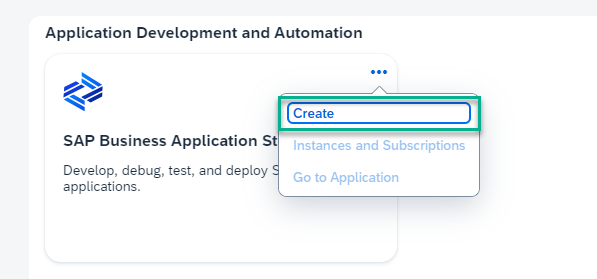 Application Development and Automation
•••
Create
SAP Business Application St
Instances and Subscriptions
Develop, debug, test, and deploy S
Go to Application
applications.